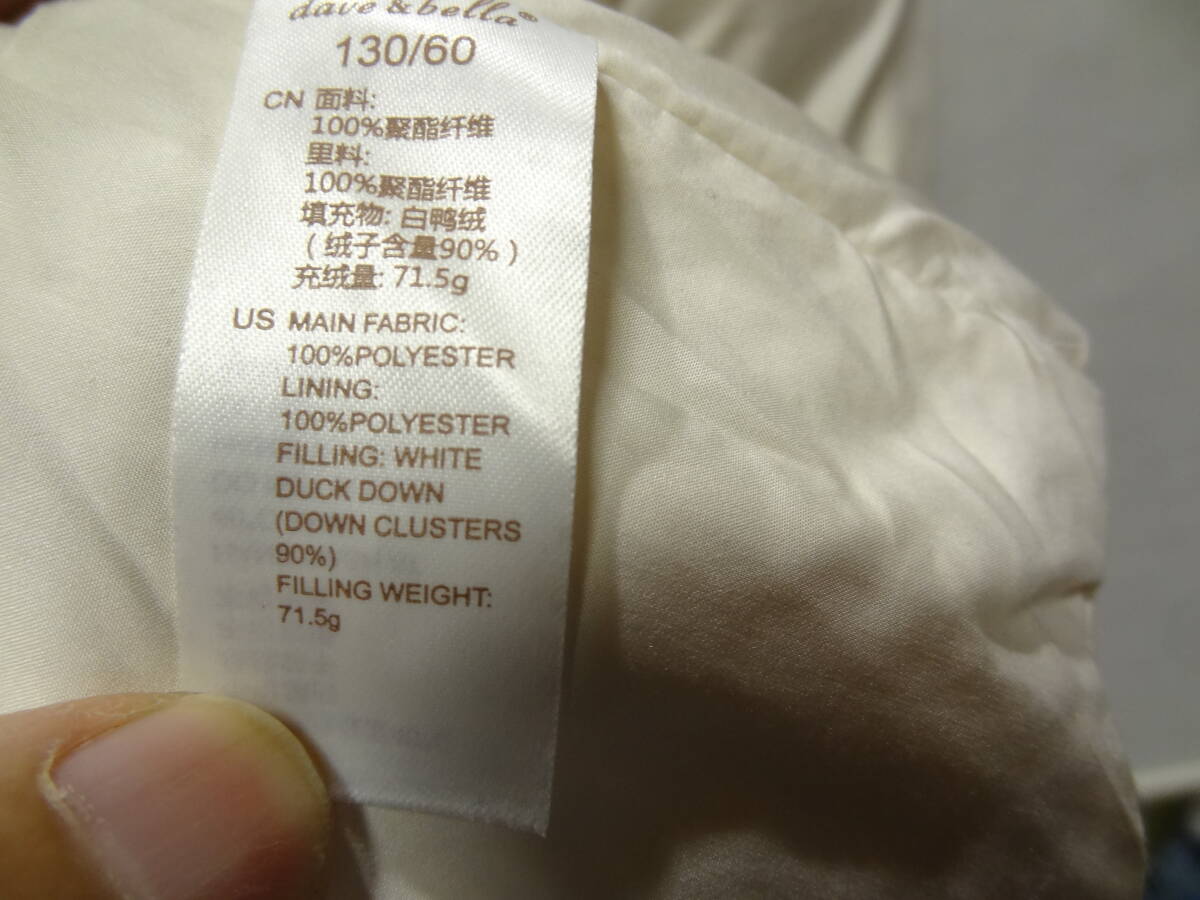 dave & bella®
130/60
CN 面料:
100%聚酯纤维
里料:
100%聚酯纤维
填充物: 白鸭绒
(绒子含量90%)
充绒量: 71.5g
US MAIN FABRIC:
100%POLYESTER
LINING:
100%POLYESTER
FILLING: WHITE
DUCK DOWN
(DOWN CLUSTERS
90%)
FILLING WEIGHT:
71.5g